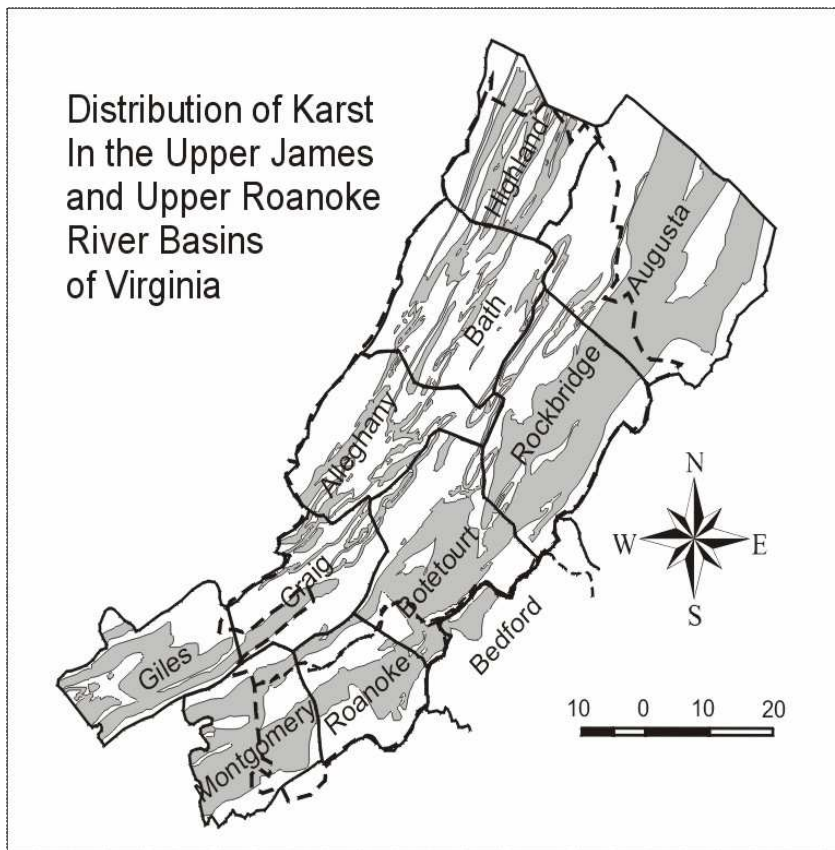 Distribution of Karst
In the Upper James
and Upper Roanoke
River Basins
of Virginia
Highland
Augusta
Bath
Rockbridge
Alleghany
N
W E
S
Botetourt
Graig
Bedford
Giles
Roanoke
Montgomery
10 0 10 20